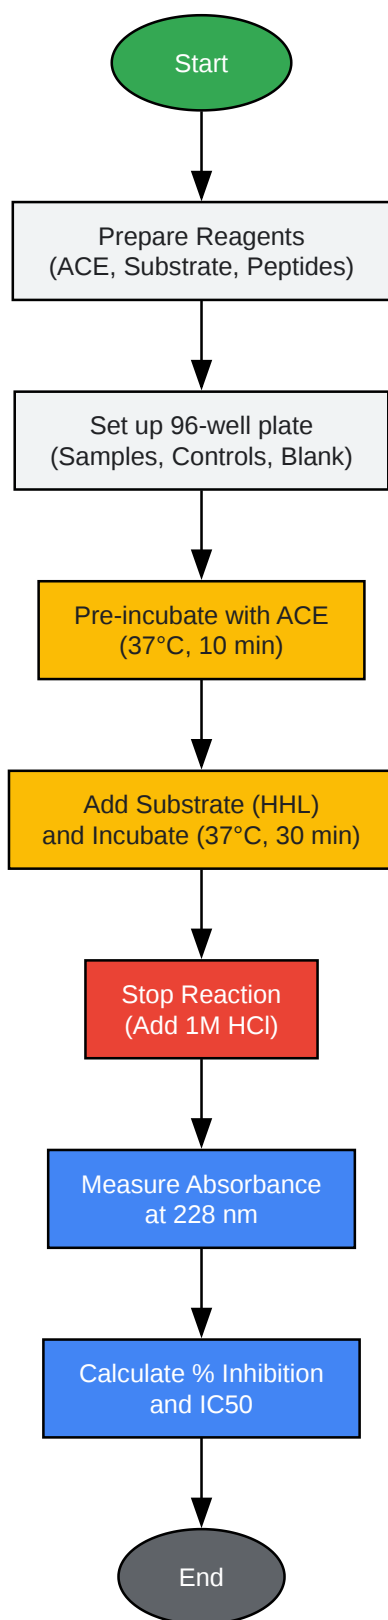 Start
Prepare Reagents
(ACE, Substrate, Peptides)
Set up 96-well plate
(Samples, Controls, Blank)
Pre-incubate with ACE
(37°C, 10 min)
Add Substrate (HHL)
and Incubate (37°C, 30 min)
Stop Reaction
(Add 1M HCl)
Measure Absorbance
at 228 nm
Calculate % Inhibition
and IC50
End